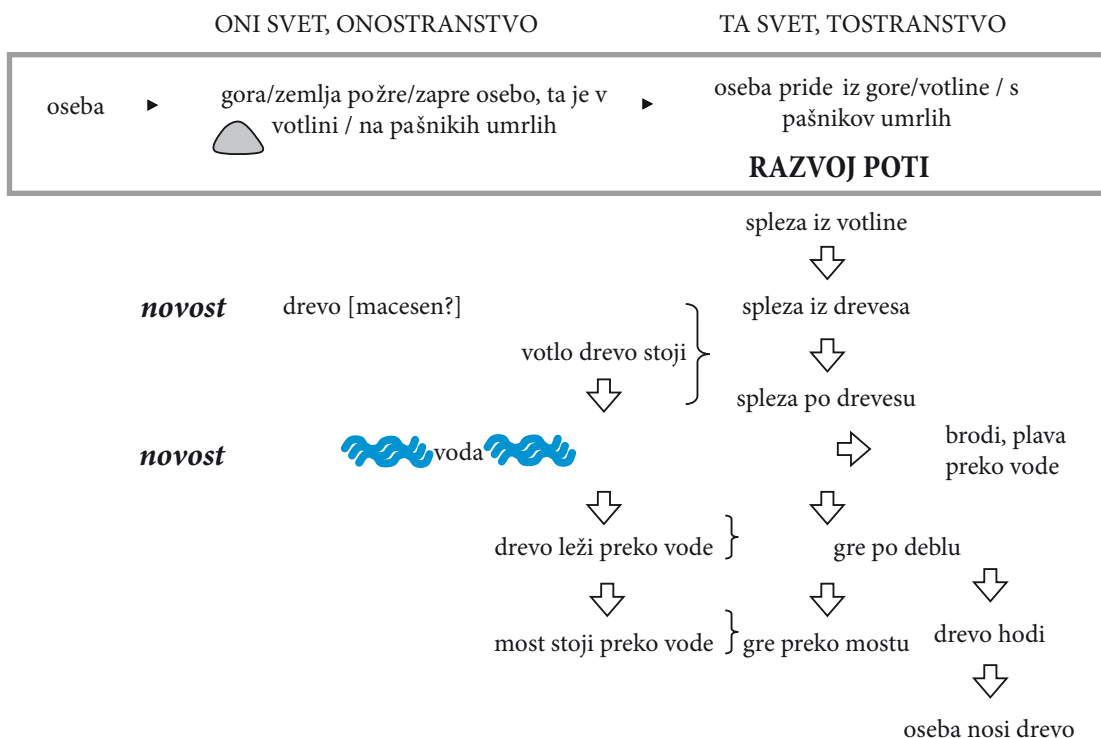 ONI SVET, ONOSTRANSTVO
TA SVET, TOSTRANSTVO
oseba
gora/zemlja požre/zapre osebo, ta je v
votlini / na pašnikih umrlih
oseba pride iz gore/votline / s
pašnikov umrlih
RAZVOJ POTI
spleza iz votline
novost
drevo [macesen?]
spleza iz drevesa
votlo drevo stoji
spleza po drevesu
novost
voda
brodi, plava
preko vode
drevo leži preko vode
gre po deblu
most stoji preko vode
gre preko mostu
drevo hodi
oseba nosi drevo